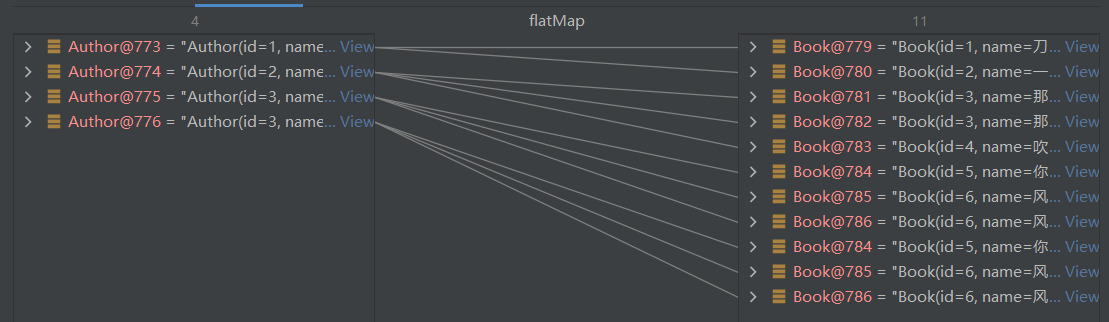 4 flatMap 11
Author@773 = "Author(id=1, name... View
Author@774 = "Author(id=2, name... View
Author@775 = "Author(id=3, name... View
Author@776 = "Author(id=3, name... View
Book@779 = "Book(id=1, name=刀... View
Book@780 = "Book(id=2, name=一... View
Book@781 = "Book(id=3, name=那... View
Book@782 = "Book(id=3, name=那... View
Book@783 = "Book(id=4, name=吹... View
Book@784 = "Book(id=5, name=你... View
Book@785 = "Book(id=6, name=风... View
Book@786 = "Book(id=6, name=风... View
Book@784 = "Book(id=5, name=你... View
Book@785 = "Book(id=6, name=风... View
Book@786 = "Book(id=6, name=风... View